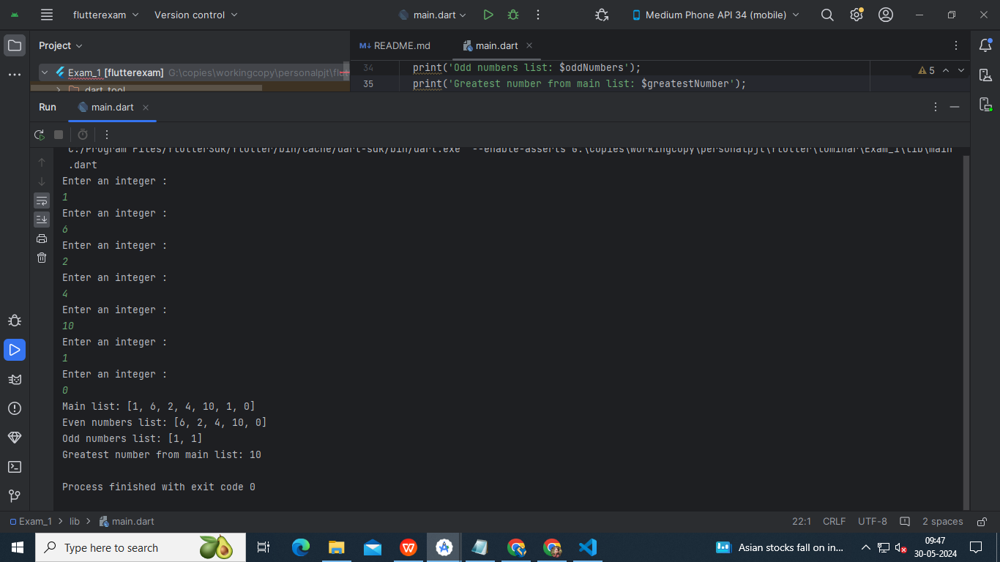 flutterexam Version control main.dart Medium Phone API 34 (mobile)
Project README.md main.dart
Exam_1 [flutterexam] G:\copies\workingcopy\personalpjt\flut
34 print('Odd numbers list: $oddNumbers'); 5
.dart_tool
35 print('Greatest number from main list: $greatestNumber');
Run main.dart
C:/Program Files/flutterSdk/flutter/bin/cache/dart-sdk/bin/dart.exe --enable-asserts G:\copies\workingcopy\personalpjt\flutter\luminar\Exam_1\lib\main
.dart
Enter an integer :
1
Enter an integer :
6
Enter an integer :
2
Enter an integer :
4
Enter an integer :
10
Enter an integer :
1
Enter an integer :
0
Main list: [1, 6, 2, 4, 10, 1, 0]
Even numbers list: [6, 2, 4, 10, 0]
Odd numbers list: [1, 1]
Greatest number from main list: 10
Process finished with exit code 0
Exam_1 > lib > main.dart 22:1 CRLF UTF-8 2 spaces
Type here to search Asian stocks fall on in... 09:47
30-05-2024